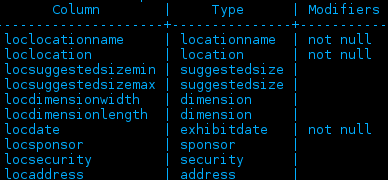 Column | Type | Modifiers
---------------------+---------------+-----------
loclocationname | locationname | not null
loclocation | location | not null
locsuggestedsizemin | suggestedsize |
locsuggestedsizemax | suggestedsize |
locdimensionwidth | dimension |
locdimensionlength | dimension |
locdate | exhibitdate | not null
locsponsor | sponsor |
locsecurity | security |
locaddress | address |